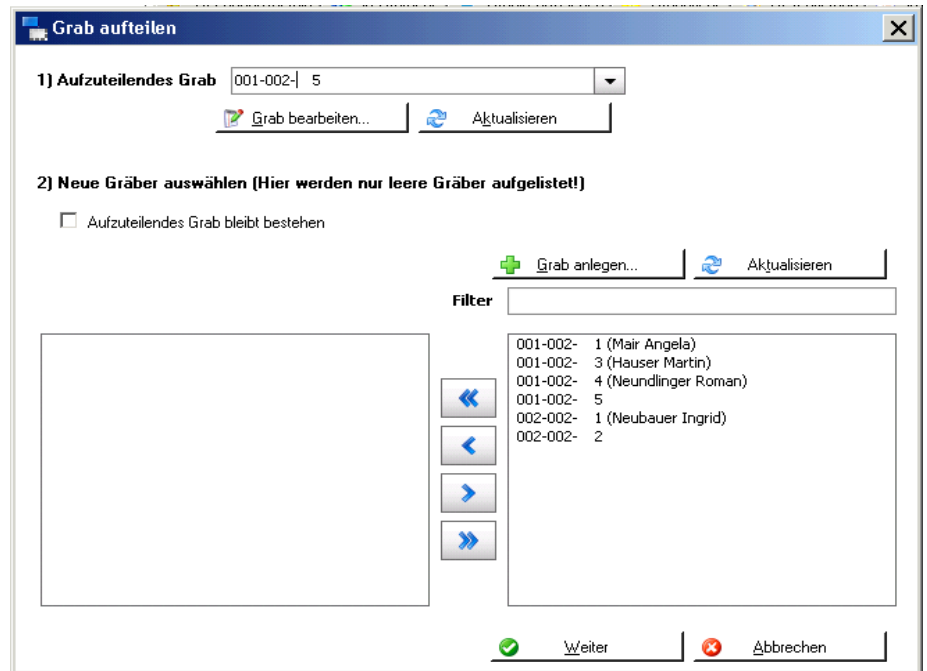 Grab aufteilen
1) Aufzuteilendes Grab 001-002- 5
Grab bearbeiten... Aktualisieren
2) Neue Gräber auswählen (Hier werden nur leere Gräber aufgelistet!)
Aufzuteilendes Grab bleibt bestehen
Grab anlegen... Aktualisieren
Filter
001-002- 1 (Mair Angela)
001-002- 3 (Hauser Martin)
001-002- 4 (Neundlinger Roman)
001-002- 5
002-002- 1 (Neubauer Ingrid)
002-002- 2
Weiter Abbrechen